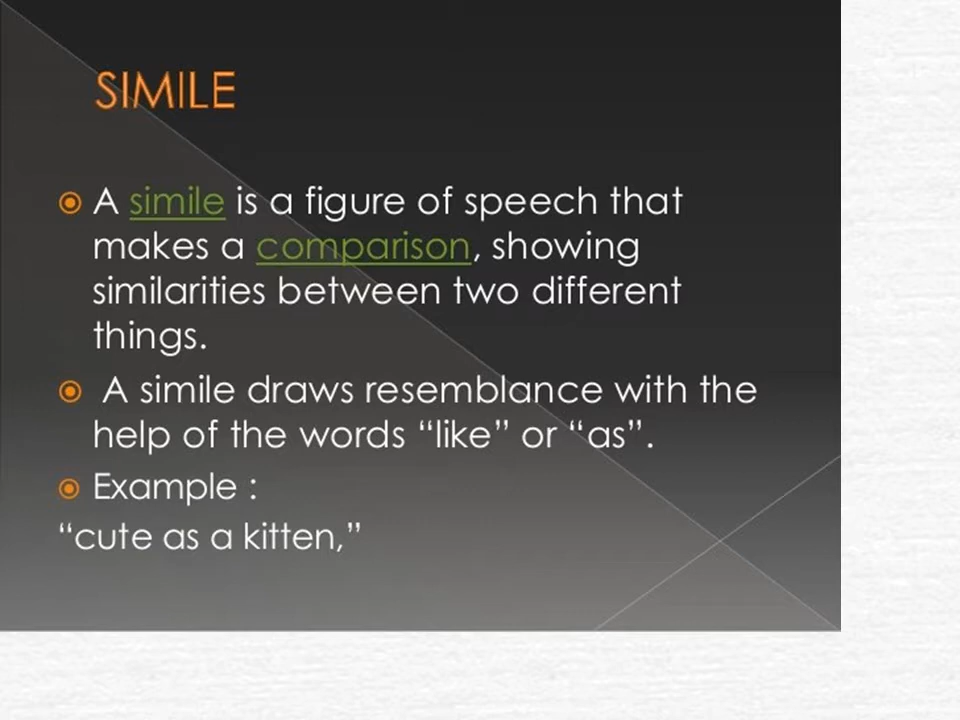 SIMILE
A simile is a figure of speech that
makes a comparison, showing
similarities between two different
things.
A simile draws resemblance with the
help of the words “like” or “as”.
Example :
“cute as a kitten,”